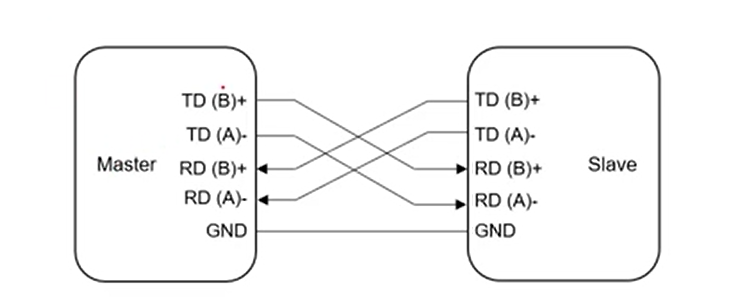 Master
TD (B)+
TD (A)-
RD (B)+
RD (A)-
GND
TD (B)+
TD (A)-
RD (B)+
RD (A)-
GND
Slave